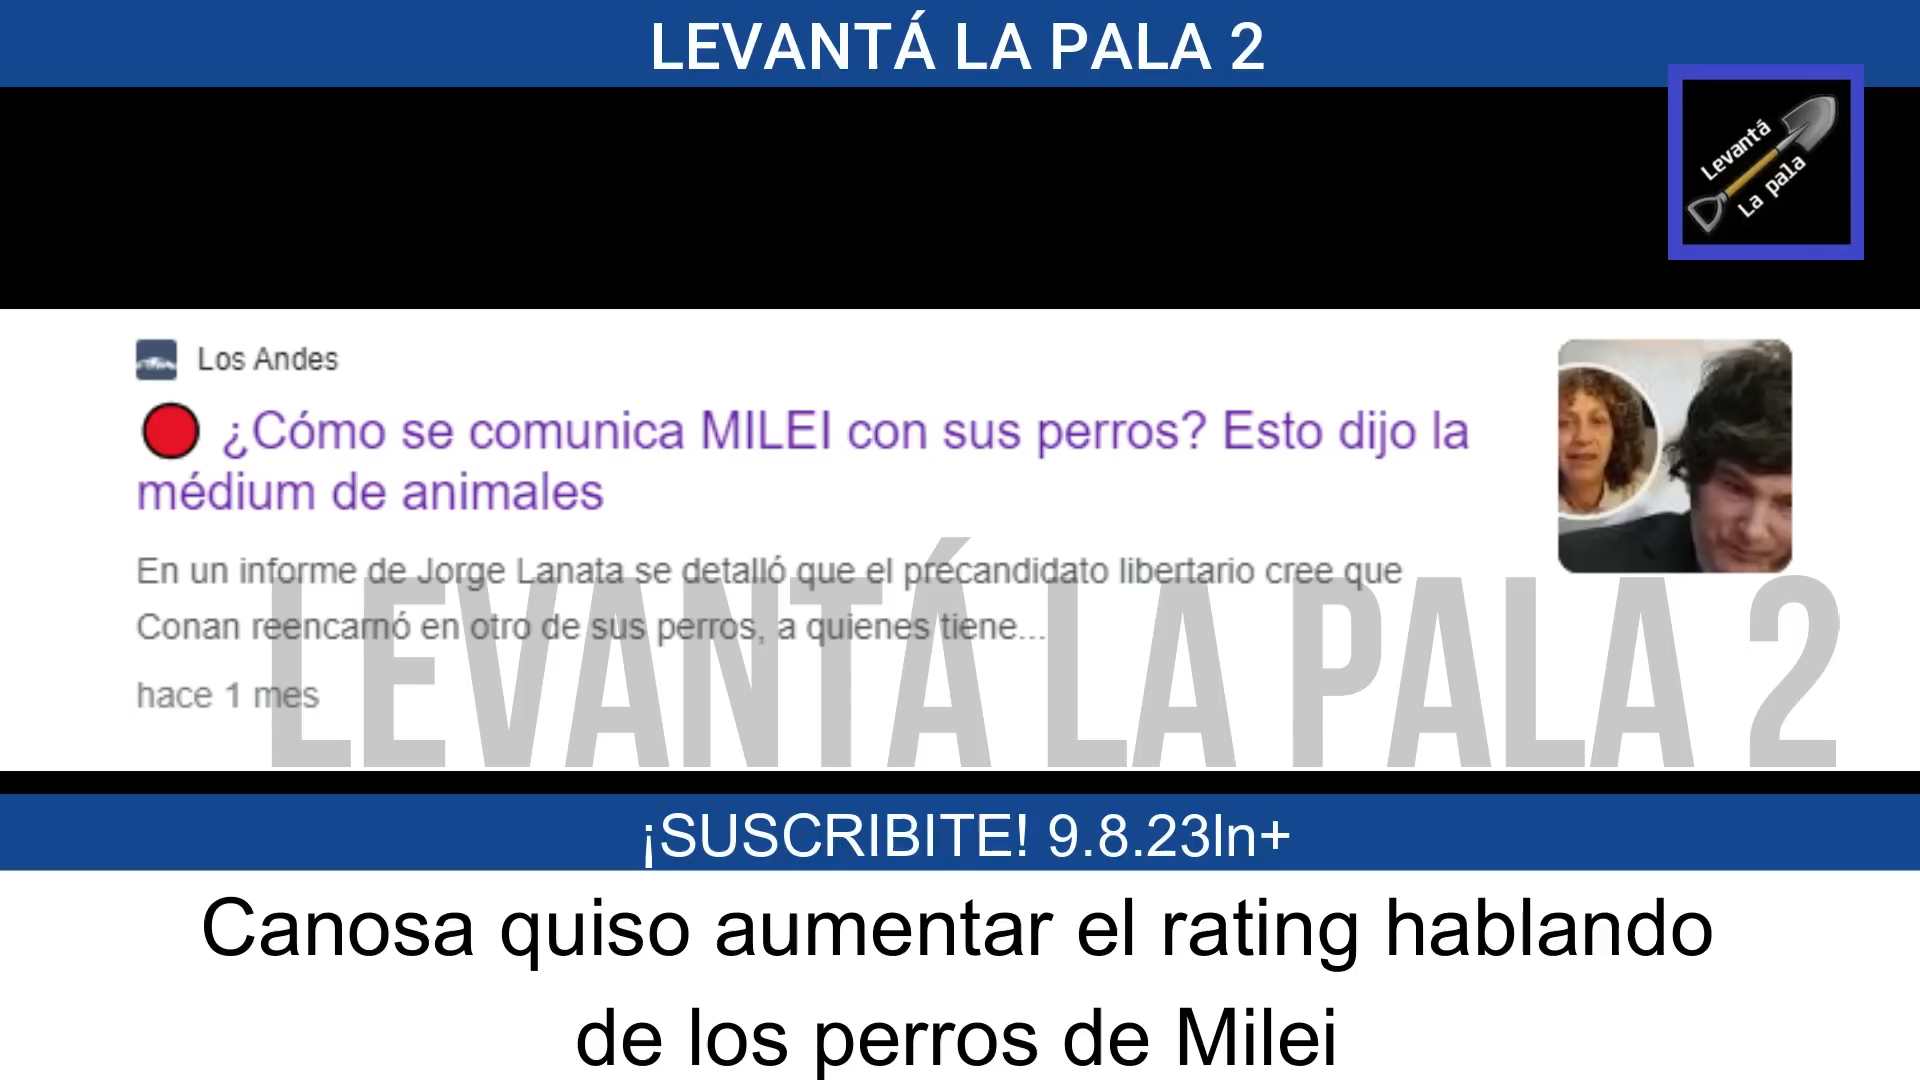 LEVANTÁ LA PALA 2
Levantá
La pala
Los Andes
¿Cómo se comunica MILEI con sus perros? Esto dijo la
médium de animales
En un informe de Jorge Lanata se detalló que el precandidato libertario cree que
Conan reencarnó en otro de sus perros, a quienes tiene...
hace 1 mes
LEVANTÁ LA PALA 2
¡SUSCRIBITE! 9.8.23ln+
Canosa quiso aumentar el rating hablando
de los perros de Milei